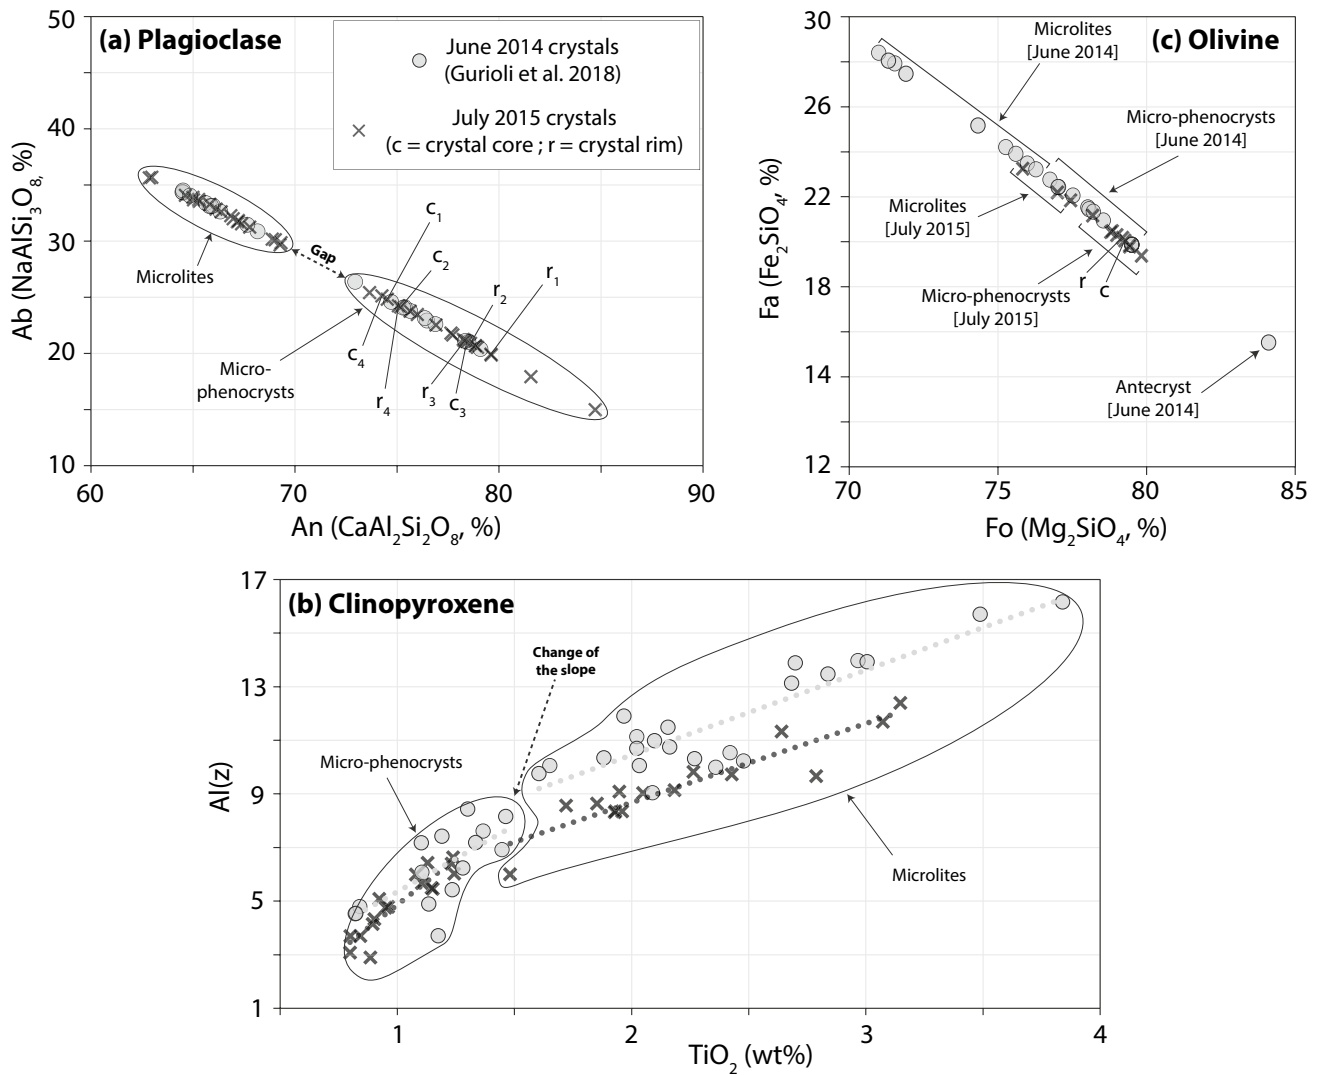 (a) Plagioclase
June 2014 crystals
(Gurioli et al. 2018)
July 2015 crystals
(c = crystal core ; r = crystal rim)
50
40
30
20
10
Ab (NaAlSi₃O₈, %)
Microlites
Gap
c₁
c₂
r₂
r₁
Micro-
phenocrysts
c₄
r₄
r₃
c₃
60
70
80
90
An (CaAl₂Si₂O₈, %)
(c) Olivine
30
26
22
18
14
12
Fa (Fe₂SiO₄, %)
Microlites
[June 2014]
Micro-phenocrysts
[June 2014]
Microlites
[July 2015]
r
c
Micro-phenocrysts
[July 2015]
Antecryst
[June 2014]
70
75
80
85
Fo (Mg₂SiO₄, %)
(b) Clinopyroxene
17
13
9
5
1
Al(z)
Change of
the slope
Micro-phenocrysts
Microlites
1
2
3
4
TiO₂ (wt%)